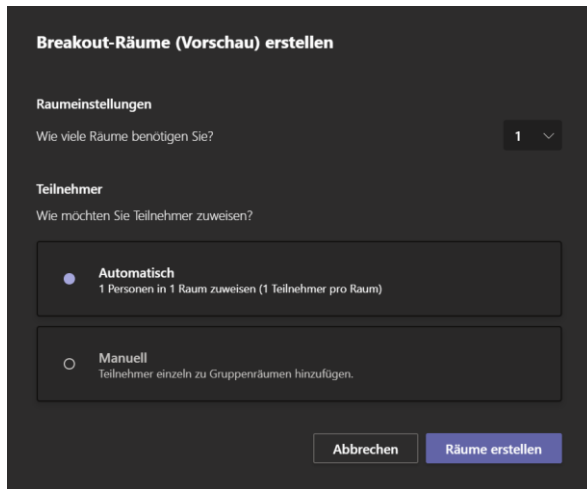 Breakout-Räume (Vorschau) erstellen
Raumeinstellungen
Wie viele Räume benötigen Sie?
1
Teilnehmer
Wie möchten Sie Teilnehmer zuweisen?
Automatisch
1 Personen in 1 Raum zuweisen (1 Teilnehmer pro Raum)
Manuell
Teilnehmer einzeln zu Gruppenräumen hinzufügen.
Abbrechen
Räume erstellen